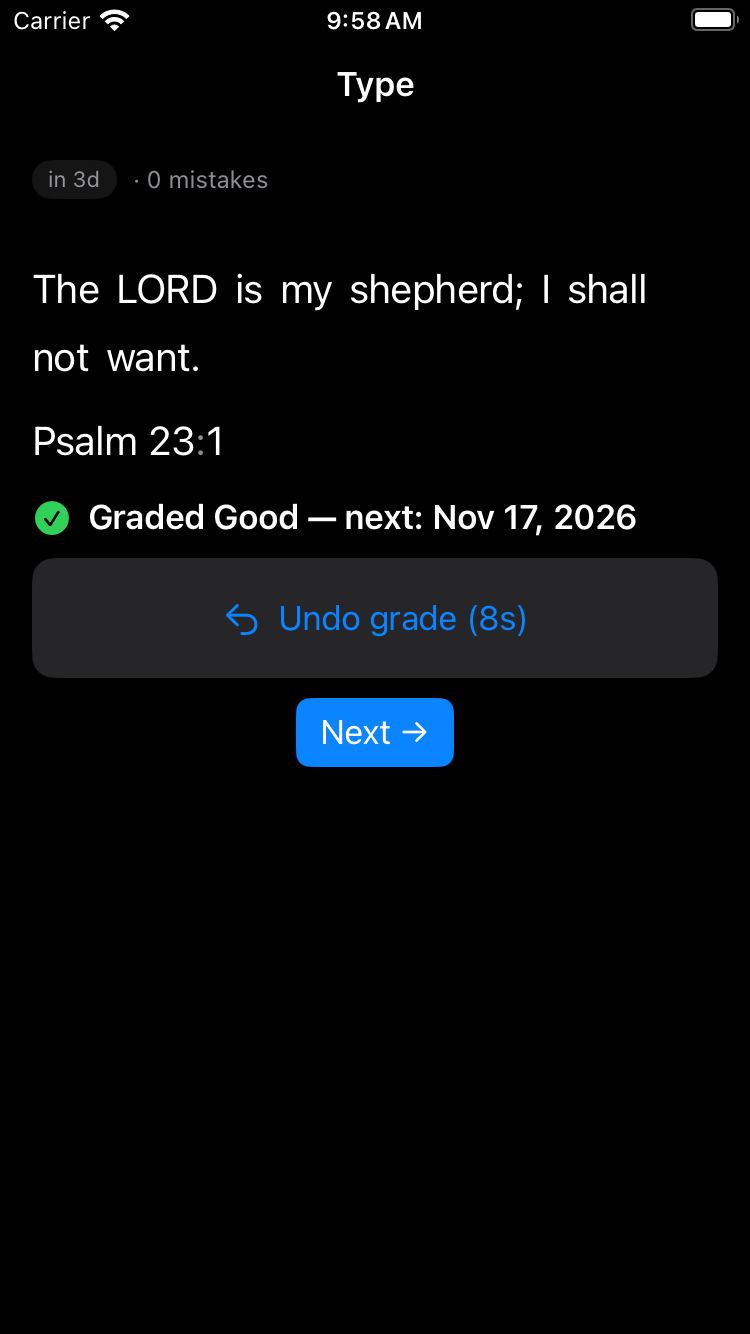 Carrier 9:58 AM
Type
in 3d · 0 mistakes
The LORD is my shepherd; I shall
not want.
Psalm 23:1
Graded Good — next: Nov 17, 2026
Undo grade (8s)
Next →